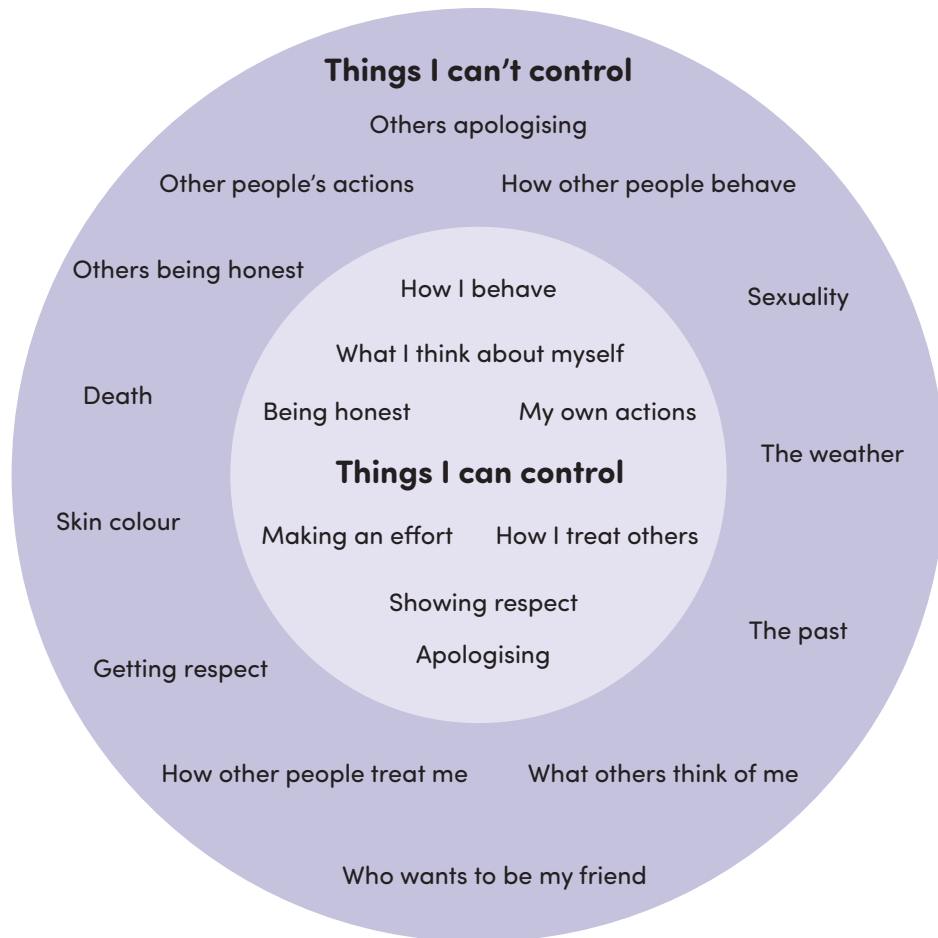 Things I can't control
Others apologising
Other people's actions
How other people behave
Others being honest
How I behave
Sexuality
What I think about myself
Death
Being honest
My own actions
The weather
Things I can control
Skin colour
Making an effort
How I treat others
Showing respect
The past
Apologising
Getting respect
How other people treat me
What others think of me
Who wants to be my friend